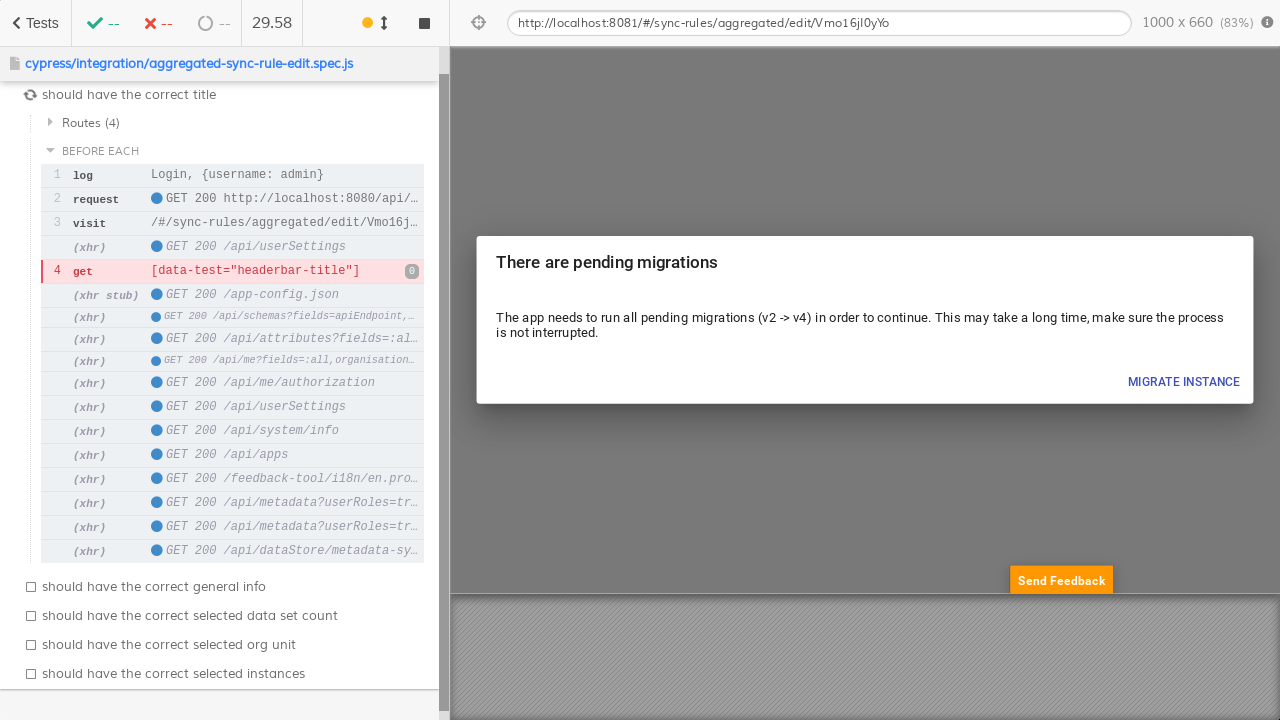 Tests
--
--
--
29.58
http://localhost:8081/#/sync-rules/aggregated/edit/Vmo16jl0yYo
1000 x 660 (83%)
cypress/integration/aggregated-sync-rule-edit.spec.js
should have the correct title
Routes (4)
BEFORE EACH
1 log Login, {username: admin}
2 request GET 200 http://localhost:8080/api/…
3 visit /#/sync-rules/aggregated/edit/Vmo16j…
(xhr) GET 200 /api/userSettings
4 get [data-test="headerbar-title"] 0
(xhr stub) GET 200 /app-config.json
(xhr) GET 200 /api/schemas?fields=apiEndpoint,…
(xhr) GET 200 /api/attributes?fields=:al…
(xhr) GET 200 /api/me?fields=:all,organisation…
(xhr) GET 200 /api/me/authorization
(xhr) GET 200 /api/userSettings
(xhr) GET 200 /api/system/info
(xhr) GET 200 /api/apps
(xhr) GET 200 /feedback-tool/i18n/en.pro…
(xhr) GET 200 /api/metadata?userRoles=tr…
(xhr) GET 200 /api/metadata?userRoles=tr…
(xhr) GET 200 /api/dataStore/metadata-sy…
should have the correct general info
should have the correct selected data set count
should have the correct selected org unit
should have the correct selected instances
There are pending migrations
The app needs to run all pending migrations (v2 -> v4) in order to continue. This may take a long time, make sure the process
is not interrupted.
MIGRATE INSTANCE
Send Feedback